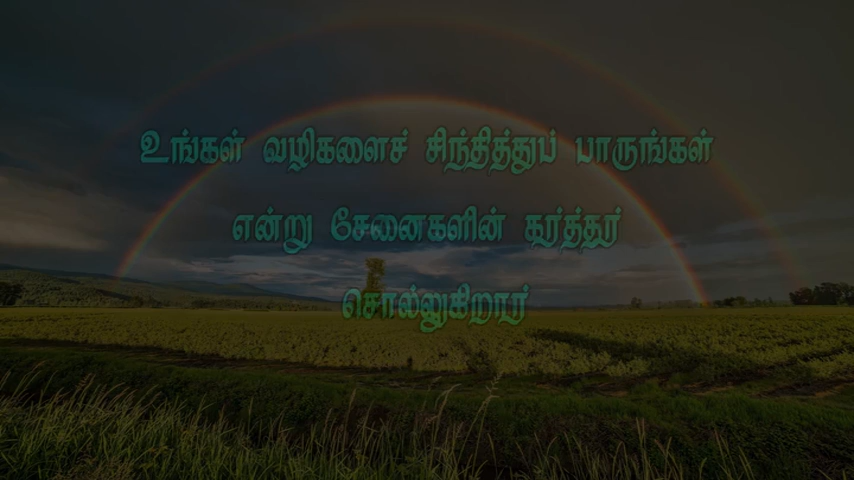 உங்கள் வழிகளைச் சிந்தித்துப் பாருங்கள்
என்று சேனைகளின் கர்த்தர்
சொல்லுகிறார்